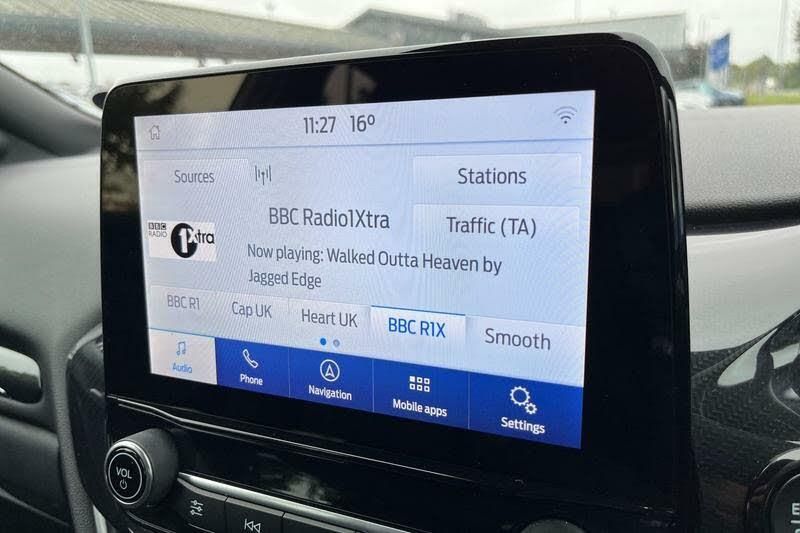 11:27 16°
Sources
Stations
BBC Radio1Xtra
Traffic (TA)
BBC
RADIO
1Xtra
Now playing: Walked Outta Heaven by
Jagged Edge
BBC R1
Cap UK
Heart UK
BBC R1X
Smooth
Audio
Phone
Navigation
Mobile apps
Settings
VOL